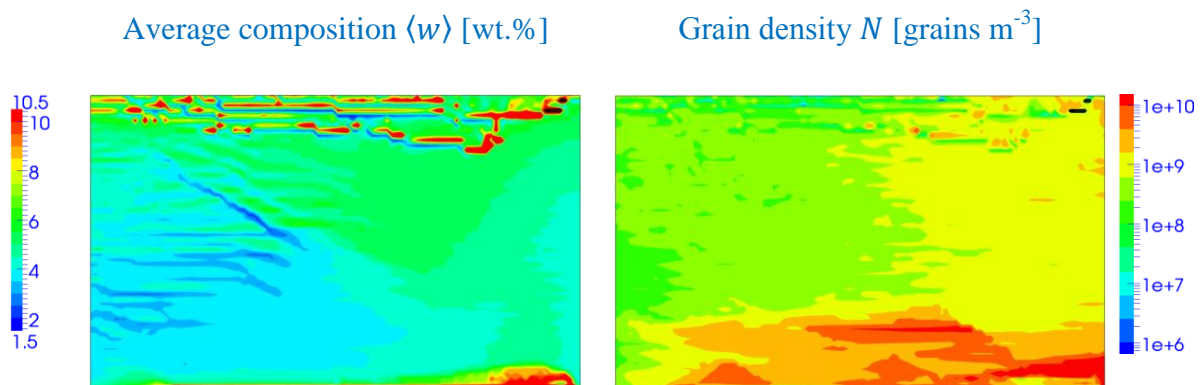 Average composition ⟨w⟩ [wt.%]
Grain density N [grains m⁻³]
10.5
10
8
6
4
2
1.5
1e+10
1e+9
1e+8
1e+7
1e+6